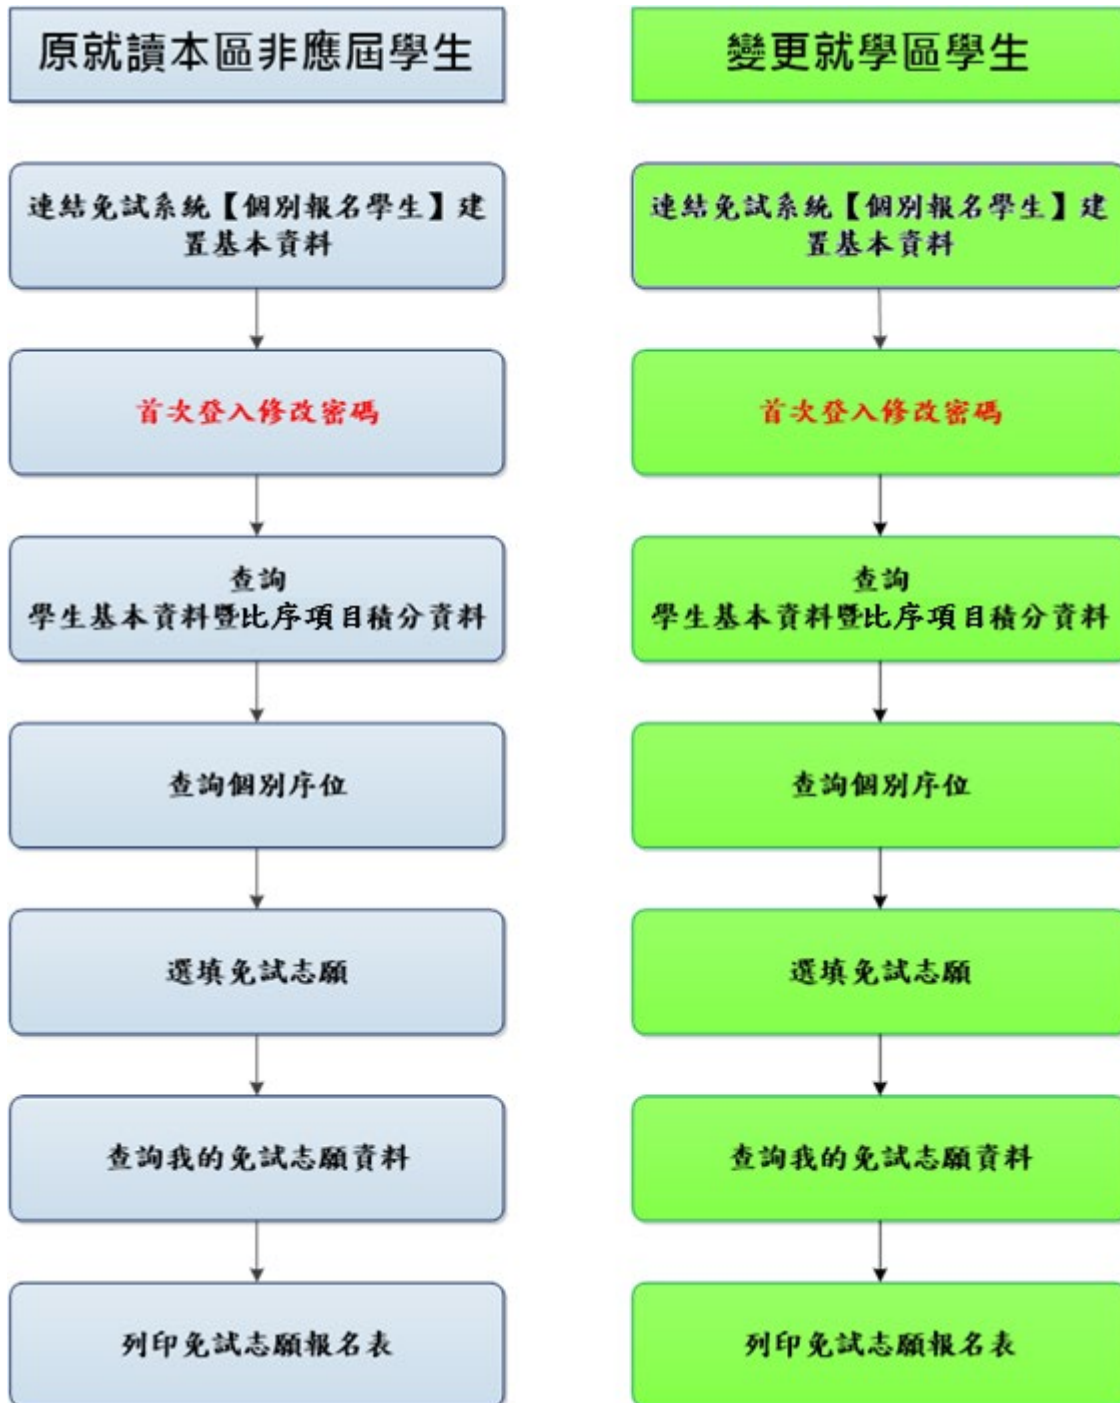 原就讀本區非應屆學生
連結免試系統【個別報名學生】建
置基本資料
首次登入修改密碼
查詢
學生基本資料暨比序項目積分資料
查詢個別序位
選填免試志願
查詢我的免試志願資料
列印免試志願報名表
變更就學區學生
連結免試系統【個別報名學生】建
置基本資料
首次登入修改密碼
查詢
學生基本資料暨比序項目積分資料
查詢個別序位
選填免試志願
查詢我的免試志願資料
列印免試志願報名表